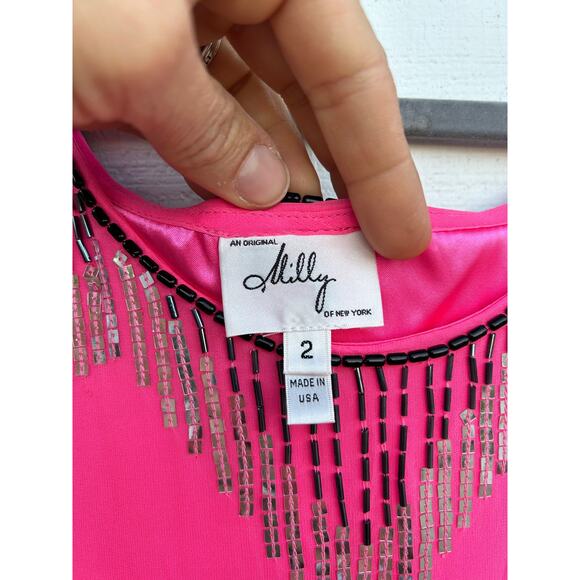 AN ORIGINAL
Milly
OF NEW YORK
2
MADE IN
USA